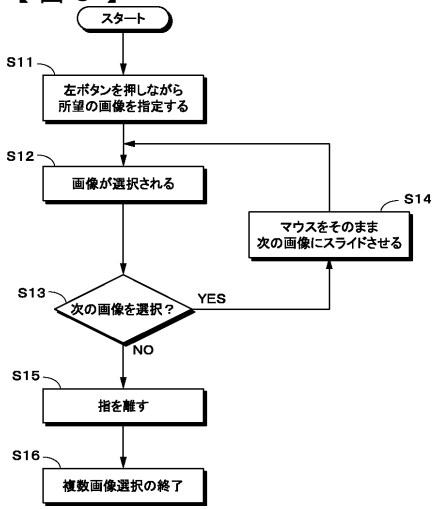 スタート
S11
左ボタンを押しながら
所望の画像を指定する
S12
画像が選択される
S14
マウスをそのまま
次の画像にスライドさせる
S13
次の画像を選択？
YES
NO
S15
指を離す
S16
複数画像選択の終了